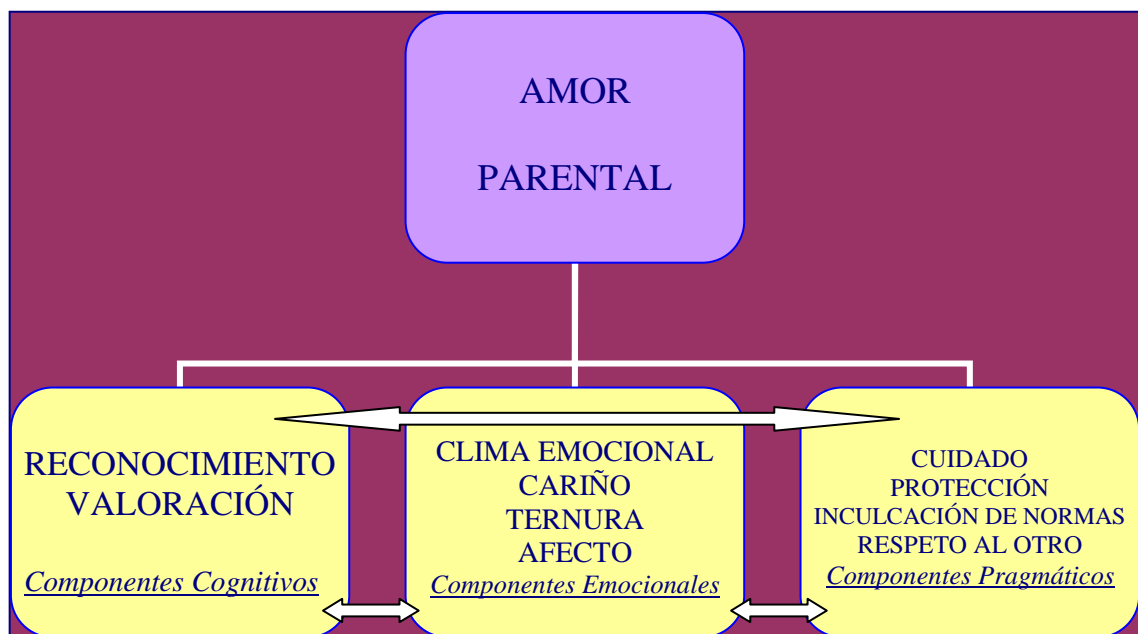 AMOR
PARENTAL
RECONOCIMIENTO
VALORACIÓN
Componentes Cognitivos
CLIMA EMOCIONAL
CARIÑO
TERNURA
AFECTO
Componentes Emocionales
CUIDADO
PROTECCIÓN
INCULCACIÓN DE NORMAS
RESPETO AL OTRO
Componentes Pragmáticos